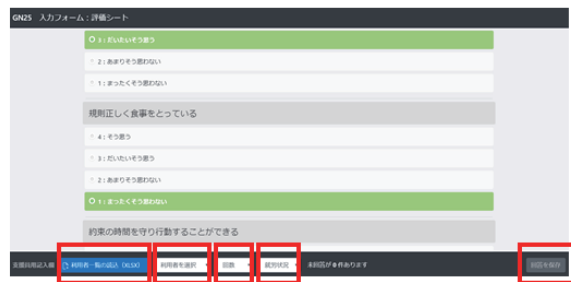 GN25 入力フォーム：評価シート
3：だいたいそう思う
2：あまりそう思わない
1：まったくそう思わない
規則正しく食事をとっている
4：そう思う
3：だいたいそう思う
2：あまりそう思わない
1：まったくそう思わない
約束の時間を守り行動することができる
支援員用記入欄 利用者一覧の読込（XLSX） 利用者を選択 回数 就労状況 未回答が0件あります 回答を保存